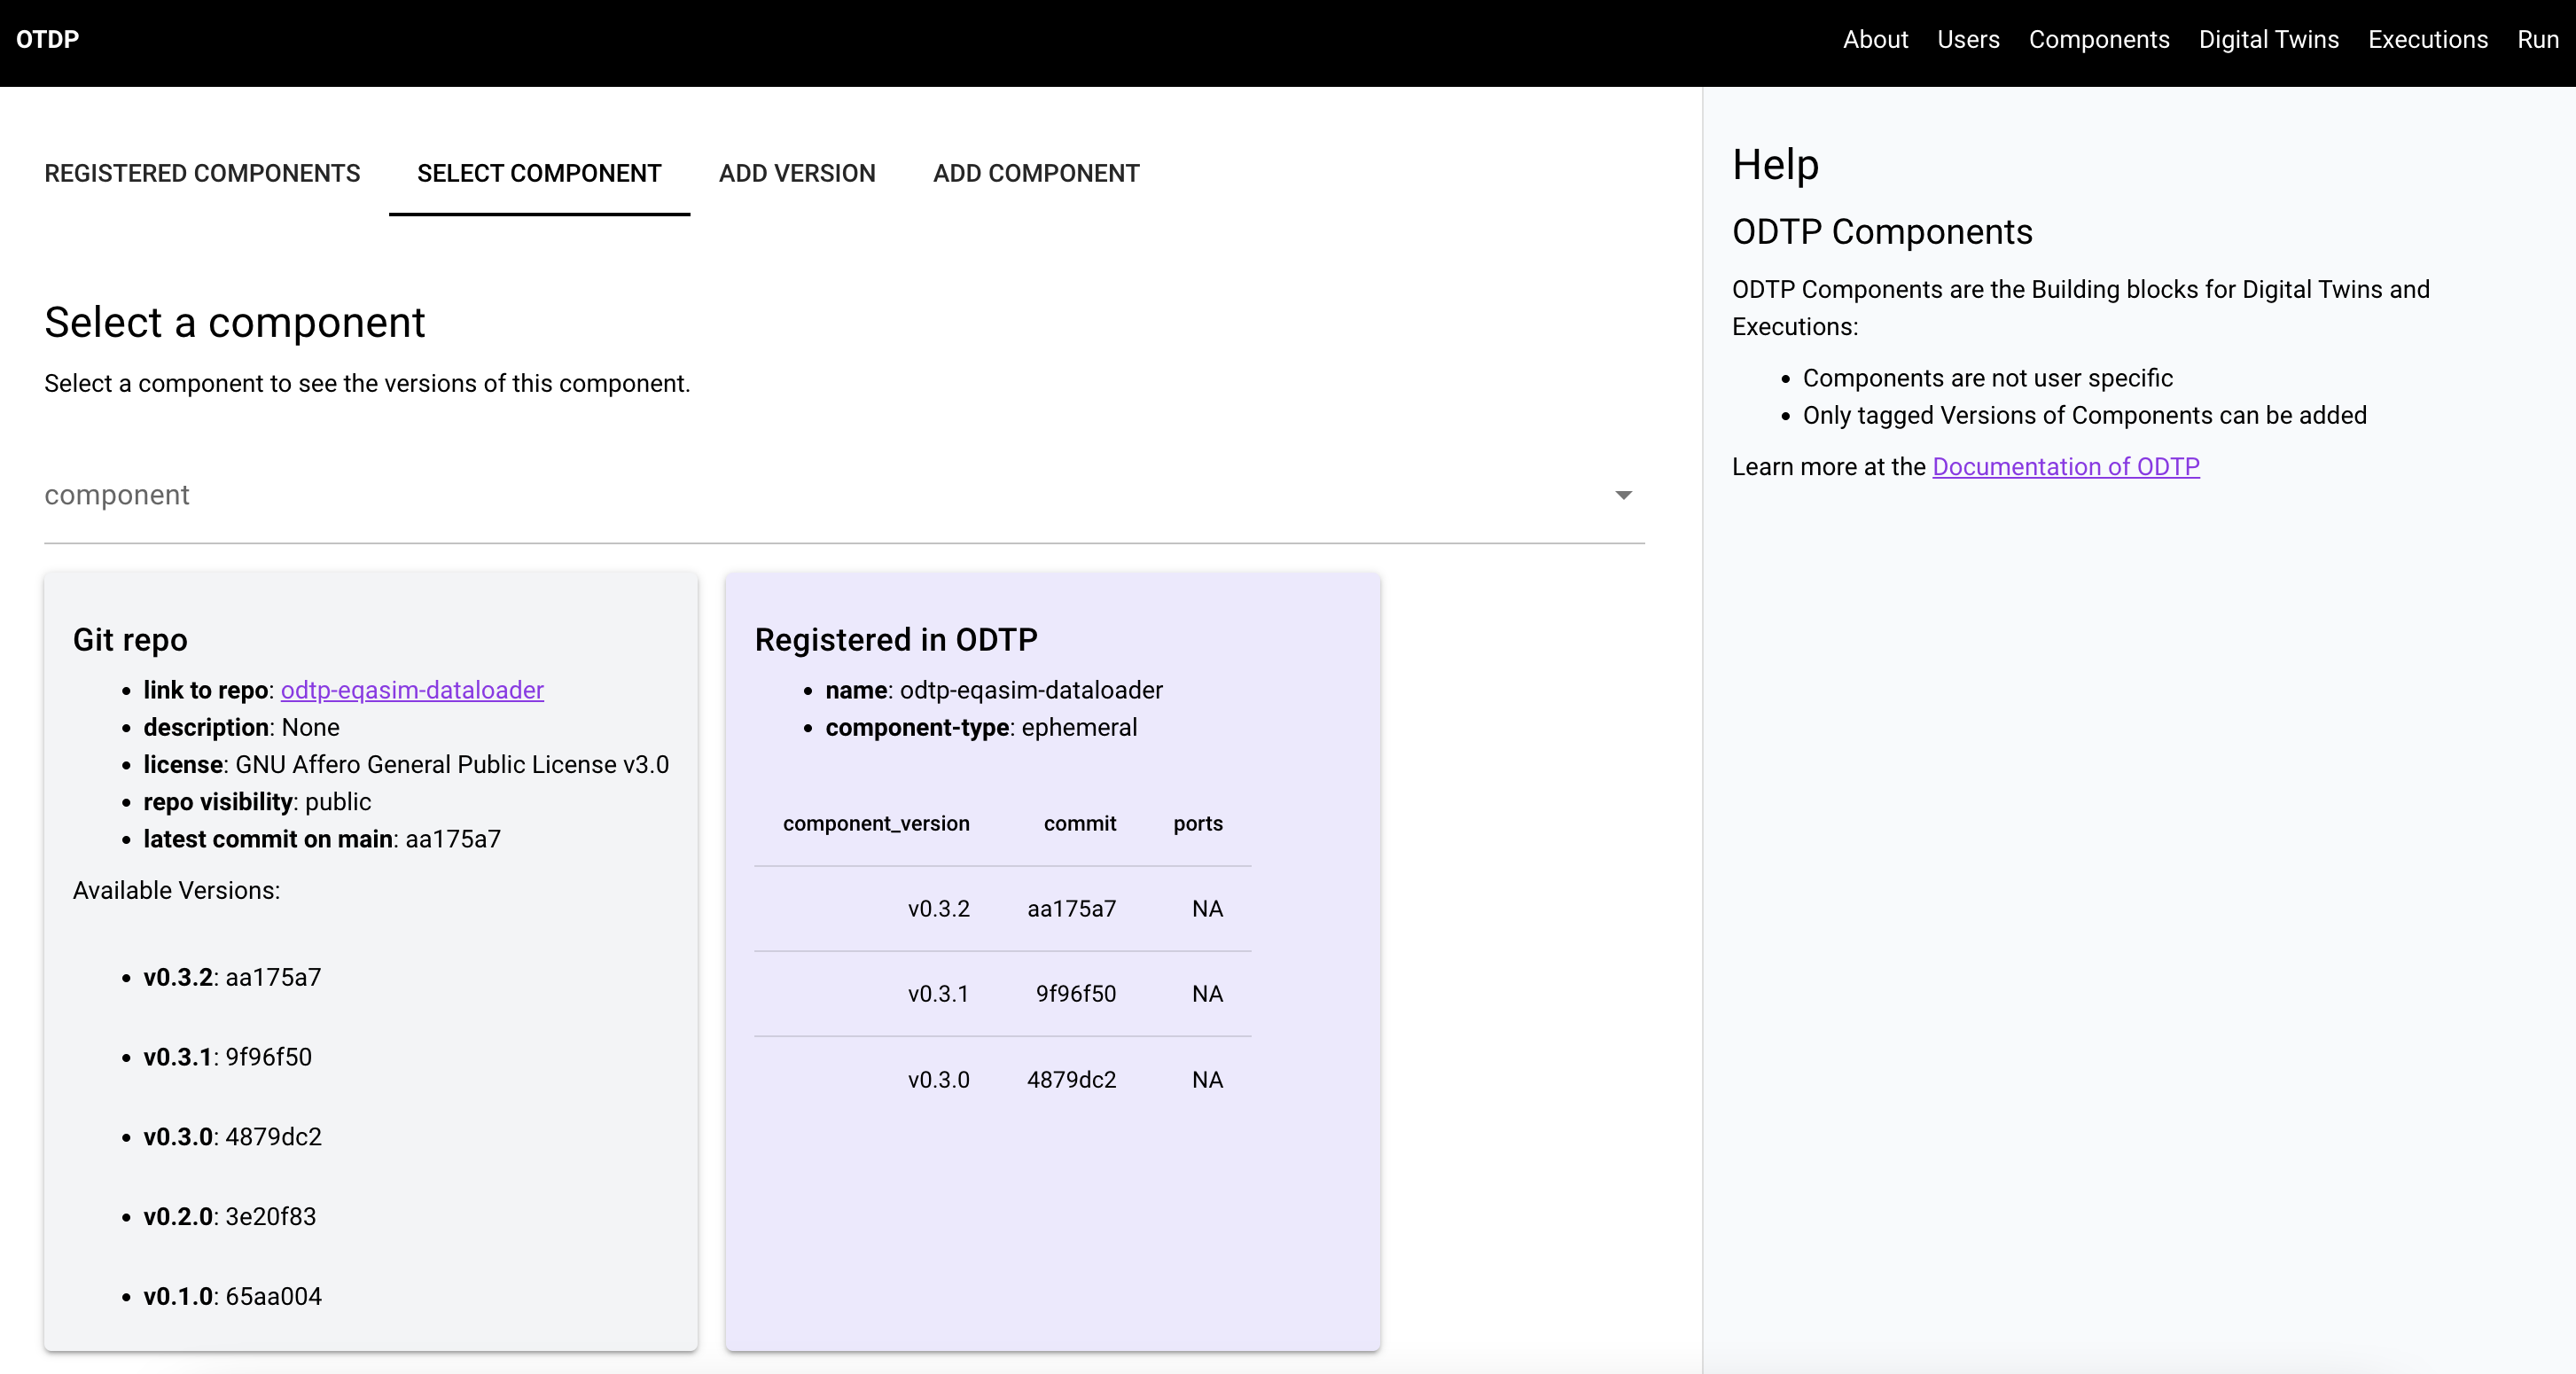 OTDP
About Users Components Digital Twins Executions Run
REGISTERED COMPONENTS SELECT COMPONENT ADD VERSION ADD COMPONENT
Select a component
Select a component to see the versions of this component.
component
Git repo
link to repo: odtp-eqasim-dataloader
description: None
license: GNU Affero General Public License v3.0
repo visibility: public
latest commit on main: aa175a7
Available Versions:
v0.3.2: aa175a7
v0.3.1: 9f96f50
v0.3.0: 4879dc2
v0.2.0: 3e20f83
v0.1.0: 65aa004
Registered in ODTP
name: odtp-eqasim-dataloader
component-type: ephemeral
component_version commit ports
v0.3.2 aa175a7 NA
v0.3.1 9f96f50 NA
v0.3.0 4879dc2 NA
Help
ODTP Components
ODTP Components are the Building blocks for Digital Twins and
Executions:
Components are not user specific
Only tagged Versions of Components can be added
Learn more at the Documentation of ODTP